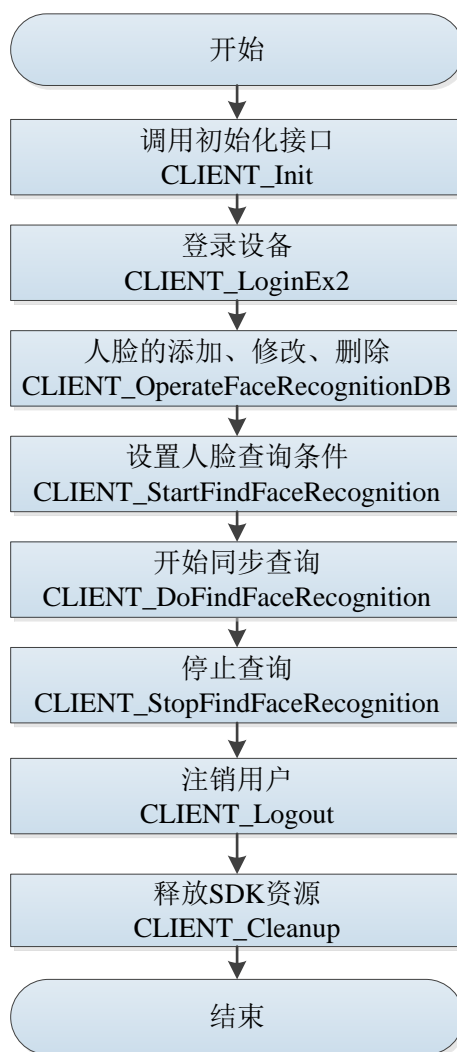 开始
调用初始化接口
CLIENT_Init
登录设备
CLIENT_LoginEx2
人脸的添加、修改、删除
CLIENT_OperateFaceRecognitionDB
设置人脸查询条件
CLIENT_StartFindFaceRecognition
开始同步查询
CLIENT_DoFindFaceRecognition
停止查询
CLIENT_StopFindFaceRecognition
注销用户
CLIENT_Logout
释放SDK资源
CLIENT_Cleanup
结束